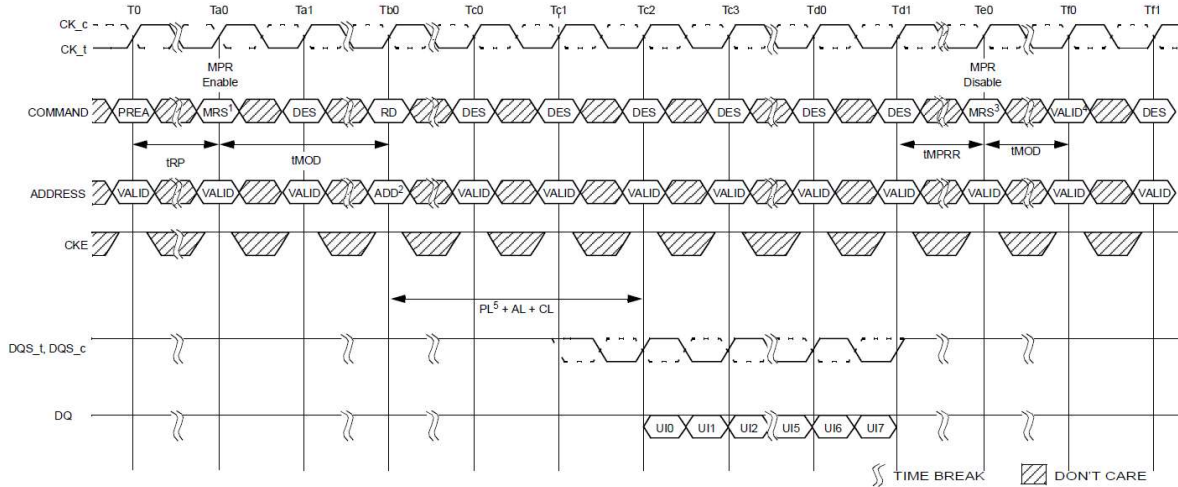 T0 Ta0 Ta1 Tb0 Tc0 Tc1 Tc2 Tc3 Td0 Td1 Te0 Tf0 Tf1
CK_c
CK_t
MPR MPR
Enable Disable
COMMAND PREA MRS1 DES RD DES DES DES DES DES DES MRS3 VALID4 DES
tRP tMOD tMPRR tMOD
ADDRESS VALID VALID VALID ADD2 VALID VALID VALID VALID VALID VALID VALID VALID VALID
CKE
PL5 + AL + CL
DQS_t, DQS_c
DQ UI0 UI1 UI2 UI5 UI6 UI7
TIME BREAK DON'T CARE